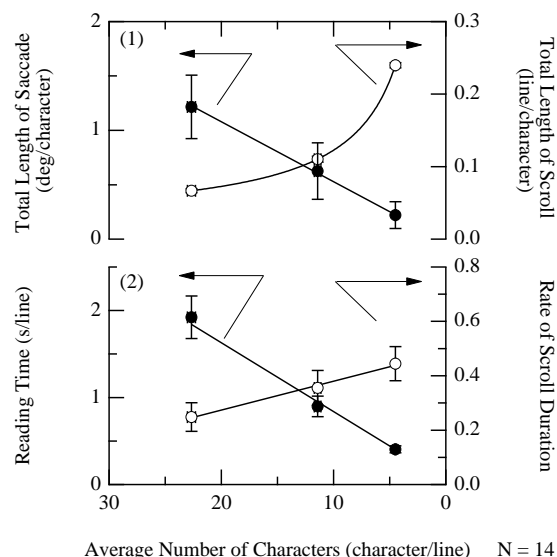 (1)
2
1
0
Total Length of Saccade
(deg/character)
0.3
0.2
0.1
0.0
Total Length of Scroll
(line/character)
(2)
2
1
0
Reading Time (s/line)
0.8
0.6
0.4
0.2
0.0
Rate of
Scroll Duration
30
20
10
0
Average Number of Characters (character/line) N = 14